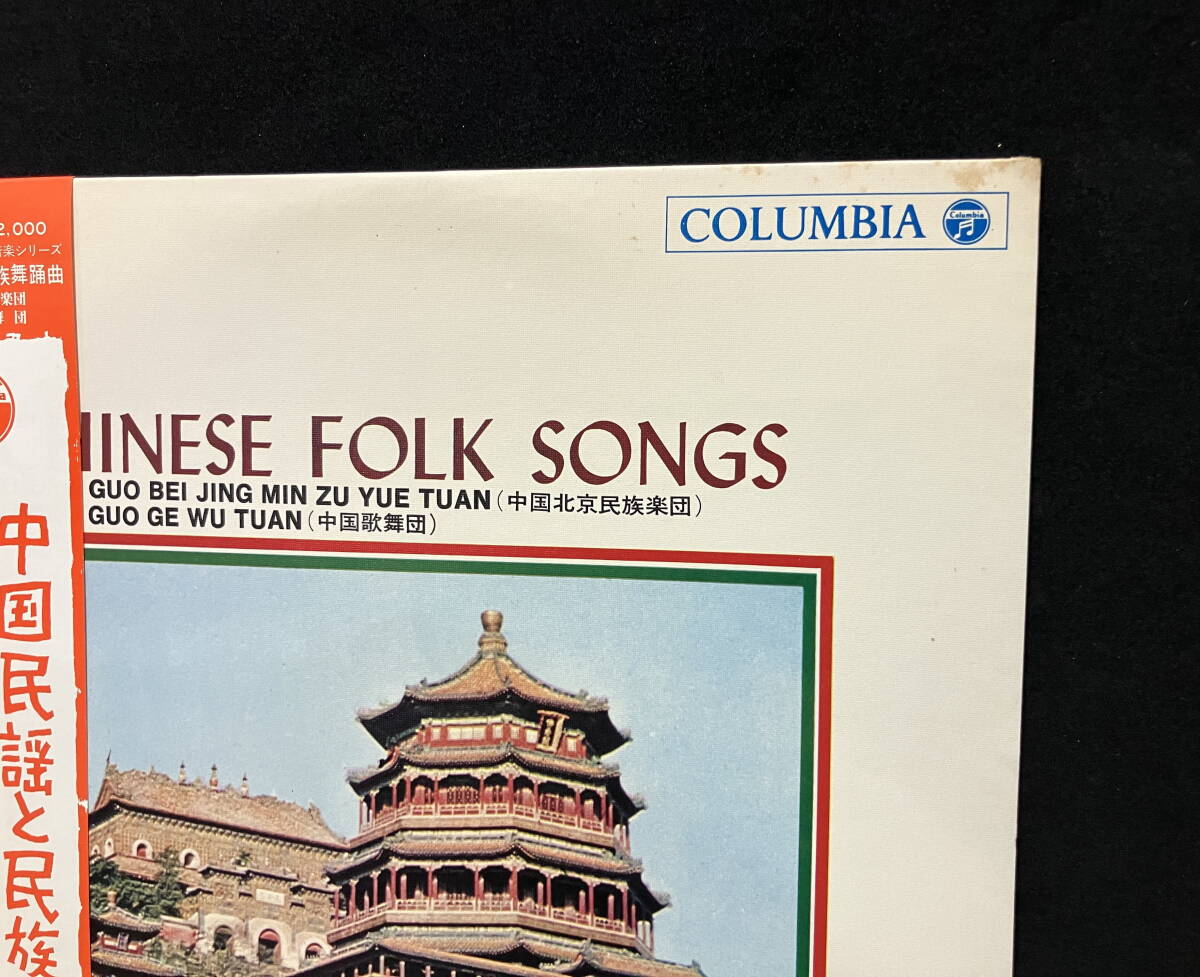 2,000
音楽シリーズ
族舞踊曲
楽団
舞団
中国民謡と民族
COLUMBIA
Columbia
HINESE FOLK SONGS
GUO BEI JING MIN ZU YUE TUAN (中国北京民族楽団)
GUO GE WU TUAN (中国歌舞団)